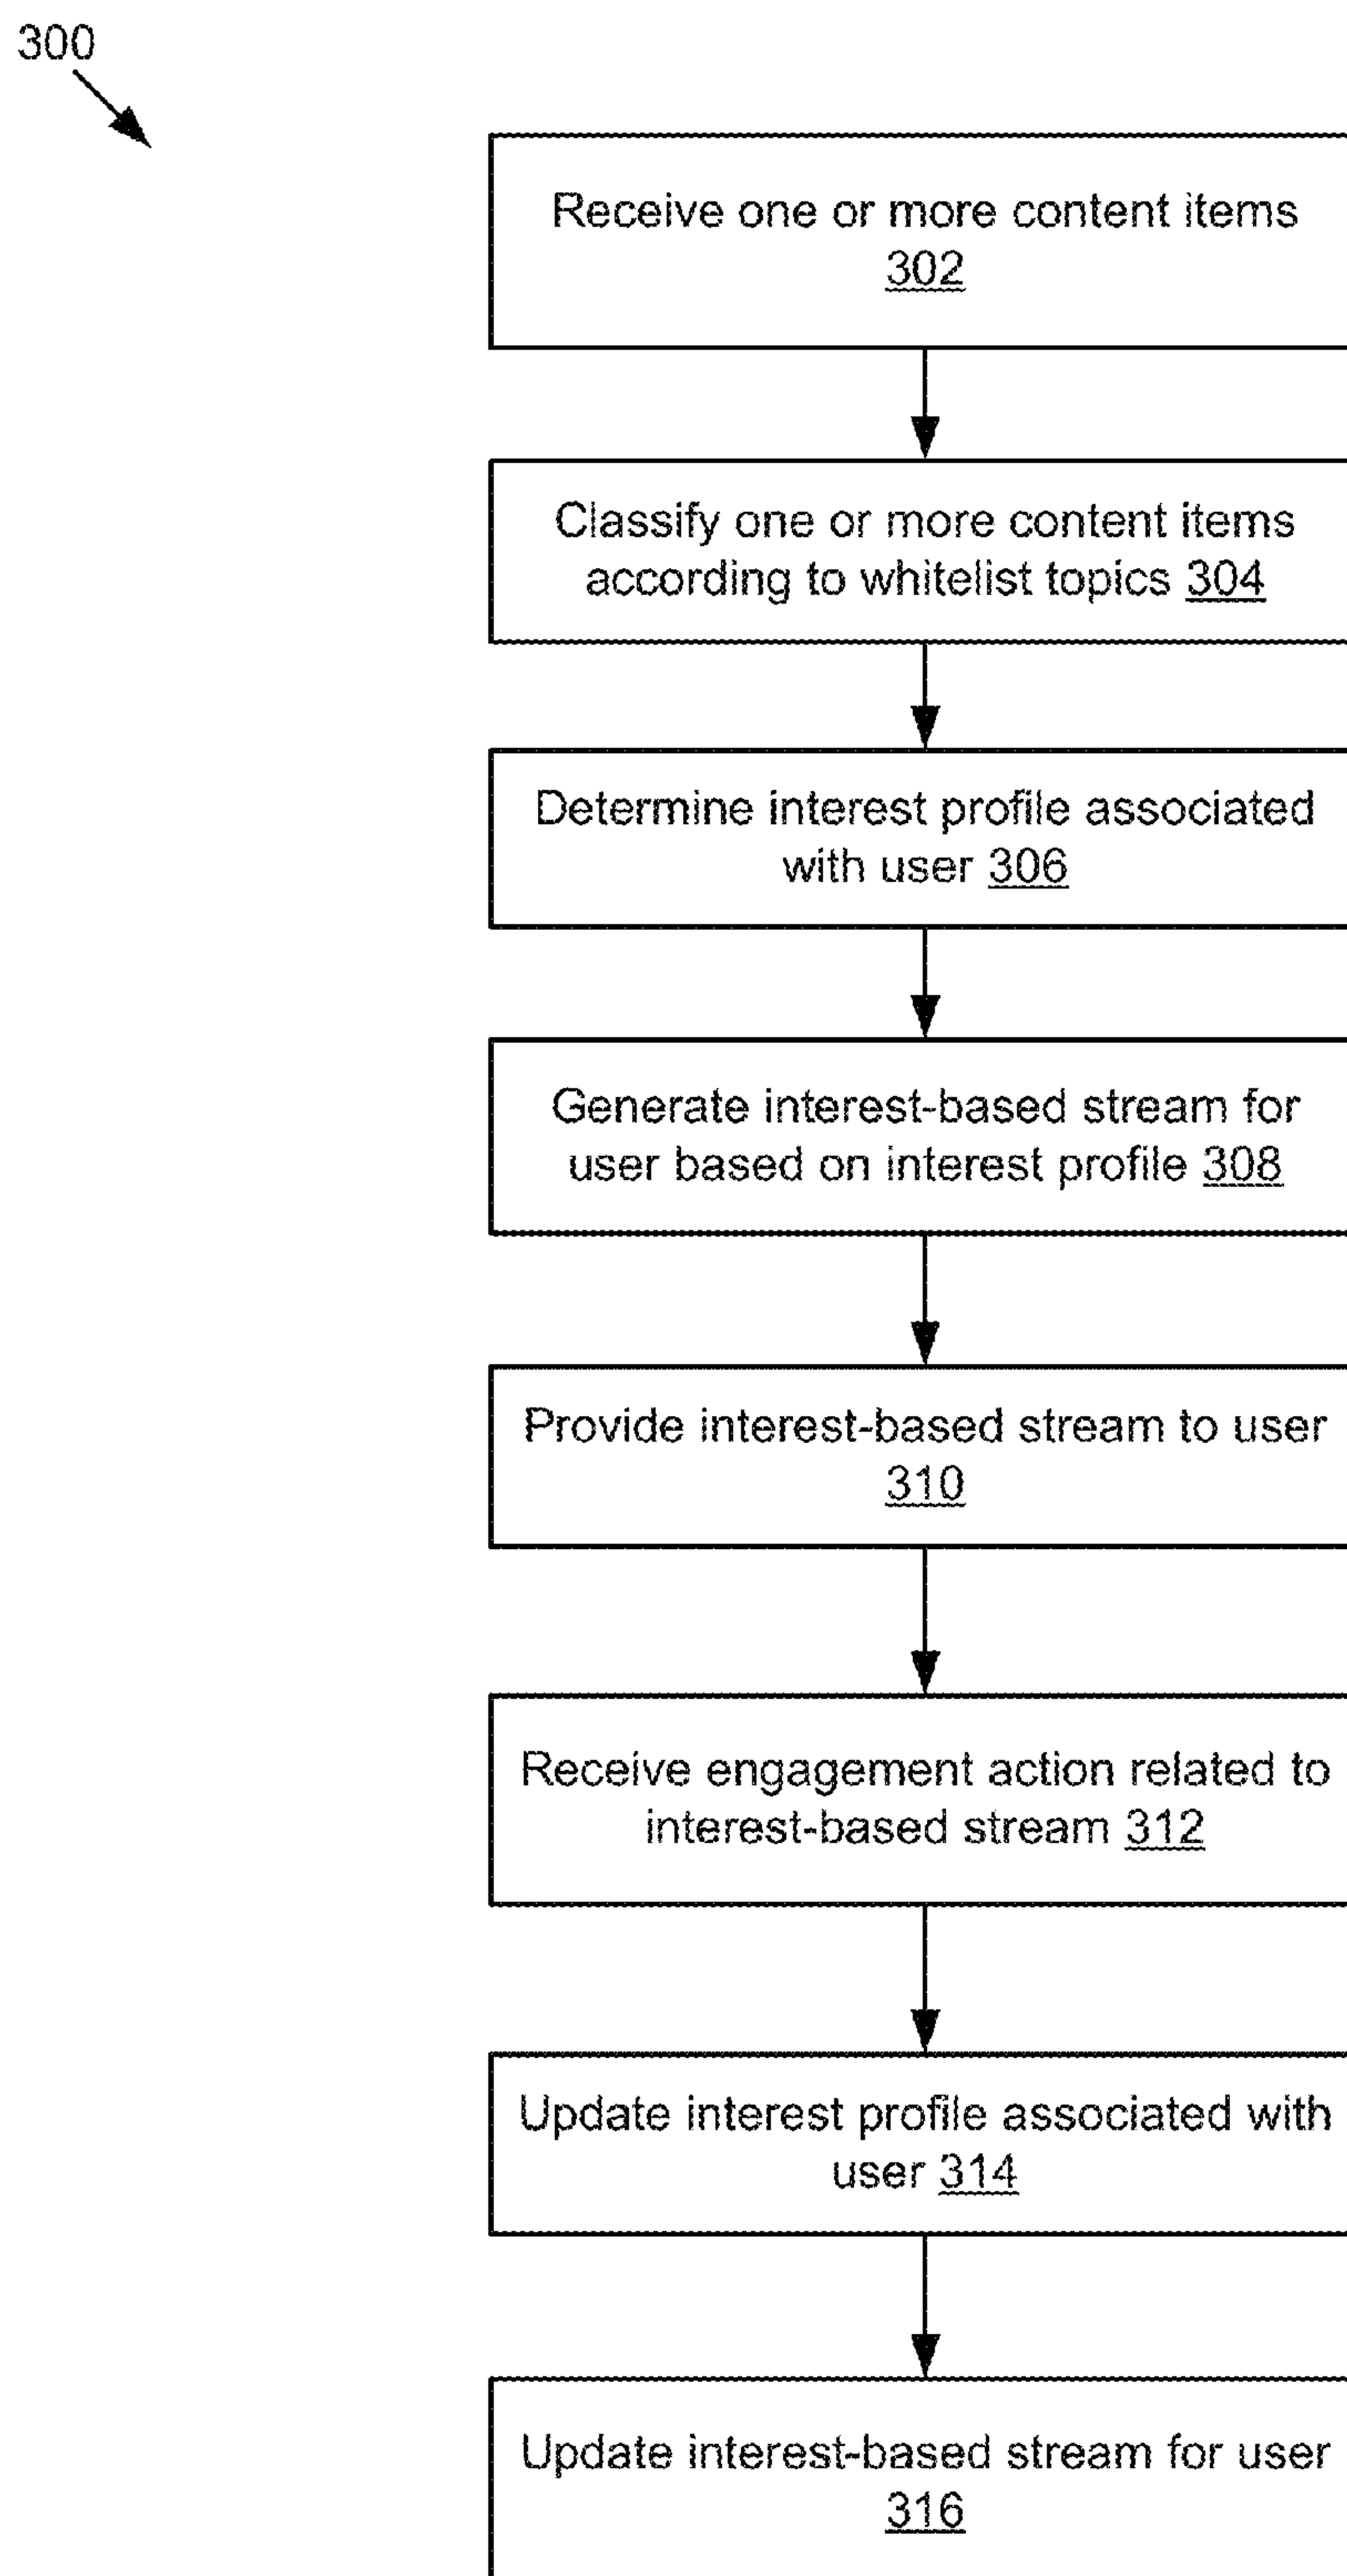 300
Receive one or more content items
302
Classify one or more content items
according to whitelist topics 304
Determine interest profile associated
with user 306
Generate interest-based stream for
user based on interest profile 308
Provide interest-based stream to user
310
Receive engagement action related to
interest-based stream 312
Update interest profile associated with
user 314
Update interest-based stream for user
316